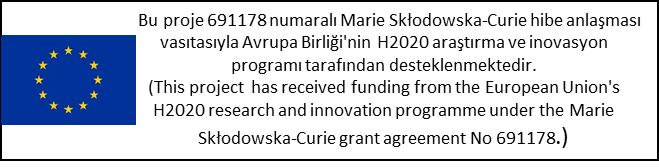 Bu proje 691178 numaralı Marie Skłodowska-Curie hibe anlaşması
vasıtasıyla Avrupa Birliği'nin H2020 araştırma ve inovasyon
programı tarafından desteklenmektedir.
(This project has received funding from the European Union's
H2020 research and innovation programme under the Marie
Skłodowska-Curie grant agreement No 691178.)